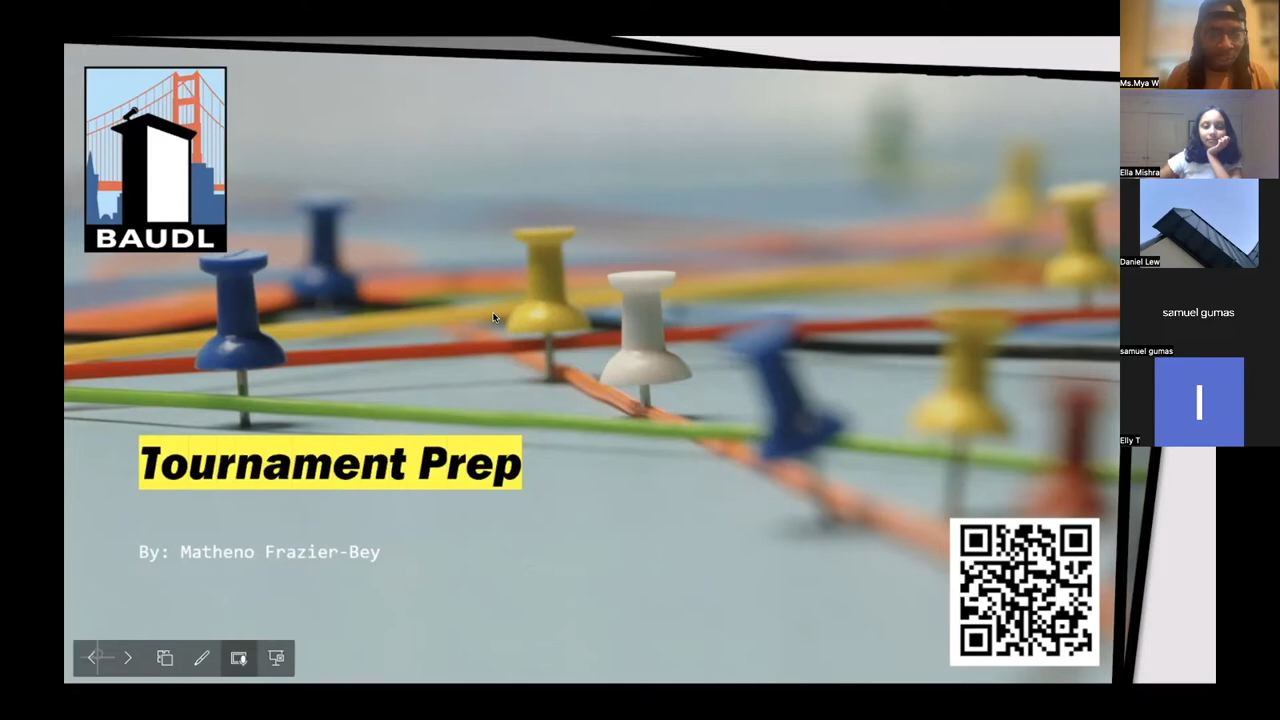 BAUDL
Tournament Prep
By: Matheno Frazier-Bey
Ms.Mya W
Ella Mishra
Daniel Lew
samuel gumas
samuel gumas
I
Elly T